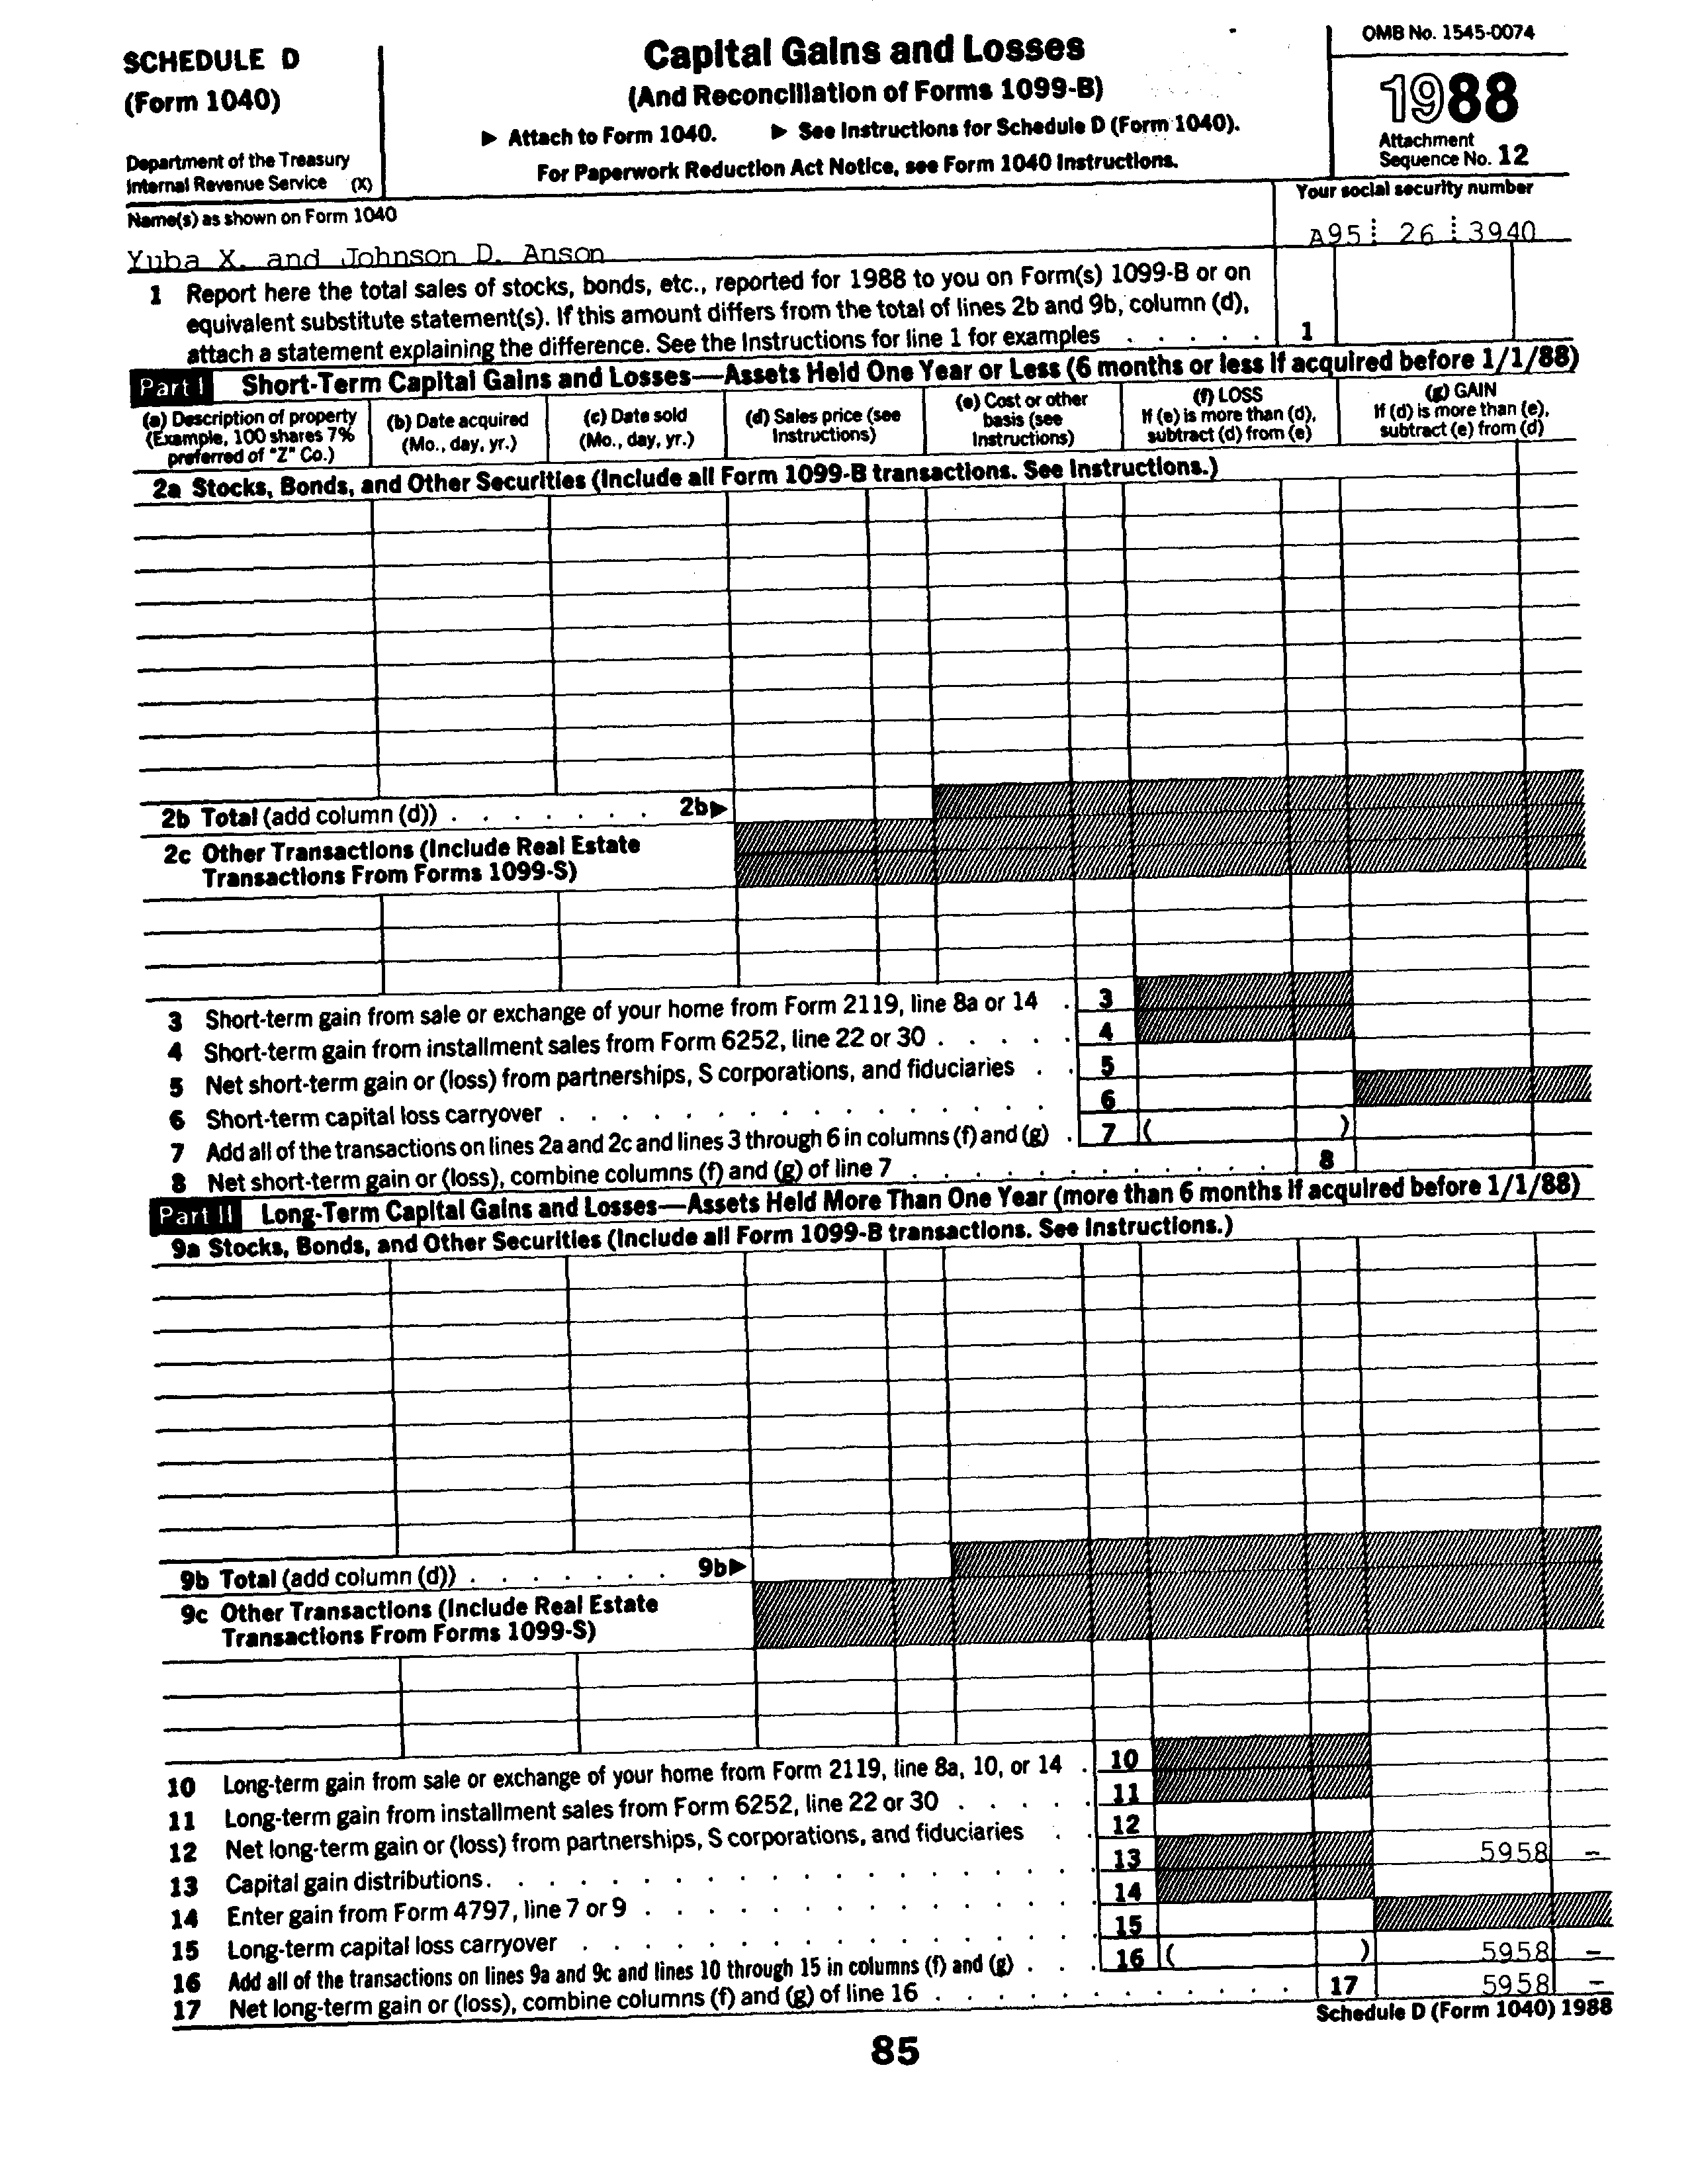 SCHEDULE D
(Form 1040)
Department of the Treasury
Internal Revenue Service (X)
Capital Gains and Losses
(And Reconciliation of Forms 1099-B)
▶ Attach to Form 1040. ▶ See Instructions for Schedule D (Form 1040).
For Paperwork Reduction Act Notice, see Form 1040 Instructions.
OMB No. 1545-0074
1988
Attachment
Sequence No. 12
Name(s) as shown on Form 1040
Yuba X. and Johnson D. Anson
Your social security number
A95 26 3940
1 Report here the total sales of stocks, bonds, etc., reported for 1988 to you on Form(s) 1099-B or on
equivalent substitute statement(s). If this amount differs from the total of lines 2b and 9b, column (d),
attach a statement explaining the difference. See the Instructions for line 1 for examples . . . . . 1
Part I Short-Term Capital Gains and Losses—Assets Held One Year or Less (6 months or less if acquired before 1/1/88)
(a) Description of property
(Example, 100 shares 7%
preferred of "Z" Co.)
(b) Date acquired
(Mo., day, yr.)
(c) Date sold
(Mo., day, yr.)
(d) Sales price (see
Instructions)
(e) Cost or other
basis (see
Instructions)
(f) LOSS
If (e) is more than (d),
subtract (d) from (e)
(g) GAIN
If (d) is more than (e),
subtract (e) from (d)
2a Stocks, Bonds, and Other Securities (Include all Form 1099-B transactions. See Instructions.)
2b Total (add column (d)) . . . . . . . 2b▶
2c Other Transactions (Include Real Estate
Transactions From Forms 1099-S)
3 Short-term gain from sale or exchange of your home from Form 2119, line 8a or 14 . 3
4 Short-term gain from installment sales from Form 6252, line 22 or 30 . . . . . 4
5 Net short-term gain or (loss) from partnerships, S corporations, and fiduciaries . . 5
6 Short-term capital loss carryover . . . . . . . . . . . . . . . . 6
7 Add all of the transactions on lines 2a and 2c and lines 3 through 6 in columns (f) and (g) . 7 ( )
8 Net short-term gain or (loss), combine columns (f) and (g) of line 7 . . . . . . . . . . . . 8
Part II Long-Term Capital Gains and Losses—Assets Held More Than One Year (more than 6 months if acquired before 1/1/88)
9a Stocks, Bonds, and Other Securities (Include all Form 1099-B transactions. See Instructions.)
9b Total (add column (d)) . . . . . . . 9b▶
9c Other Transactions (Include Real Estate
Transactions From Forms 1099-S)
10 Long-term gain from sale or exchange of your home from Form 2119, line 8a, 10, or 14 . 10
11 Long-term gain from installment sales from Form 6252, line 22 or 30 . . . . . 11
12 Net long-term gain or (loss) from partnerships, S corporations, and fiduciaries . . 12
13 Capital gain distributions. . . . . . . . . . . . . . . . . . . 13 5958 -
14 Enter gain from Form 4797, line 7 or 9 . . . . . . . . . . . . . . 14
15 Long-term capital loss carryover . . . . . . . . . . . . . . . . 15
16 Add all of the transactions on lines 9a and 9c and lines 10 through 15 in columns (f) and (g) . . . 16 ( ) 5958 -
17 Net long-term gain or (loss), combine columns (f) and (g) of line 16 . . . . . . . . . . . . . 17 5958 -
Schedule D (Form 1040) 1988
85